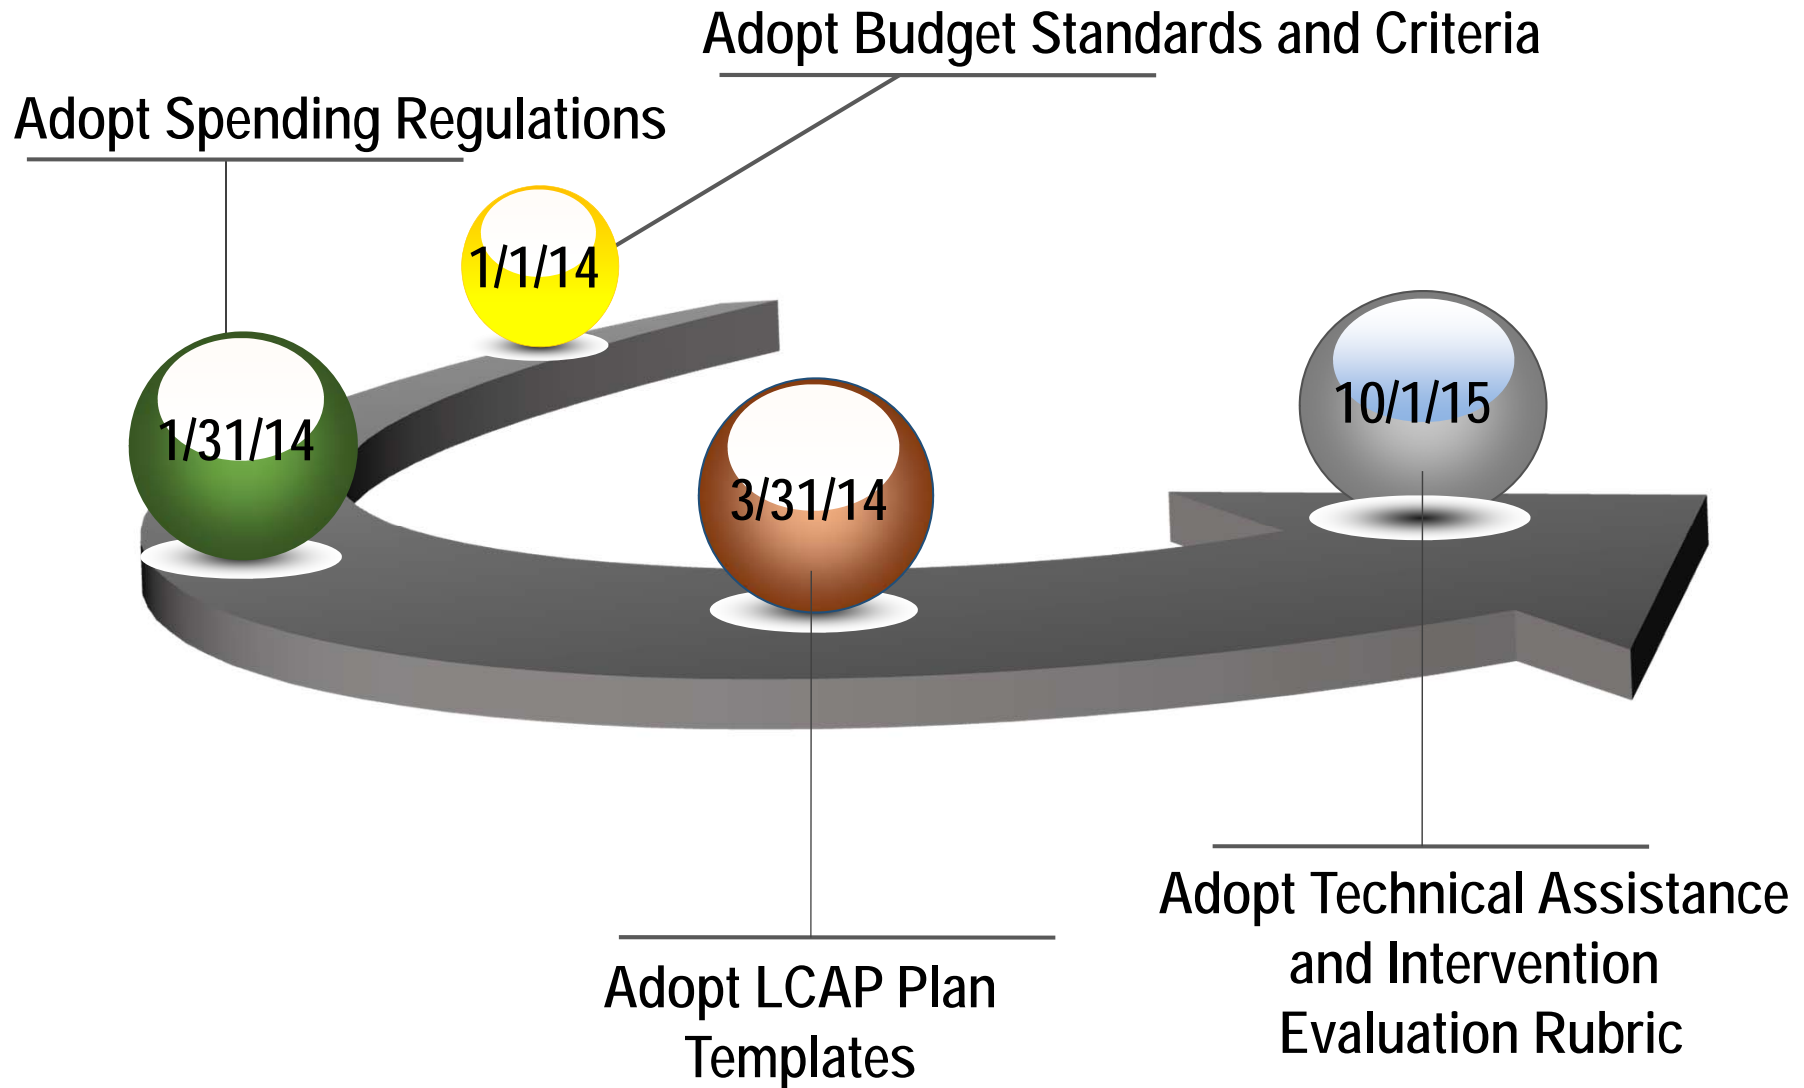 Adopt Budget Standards and Criteria
Adopt Spending Regulations
1/1/14
1/31/14
3/31/14
10/1/15
Adopt Technical Assistance
and Intervention
Evaluation Rubric
Adopt LCAP Plan
Templates